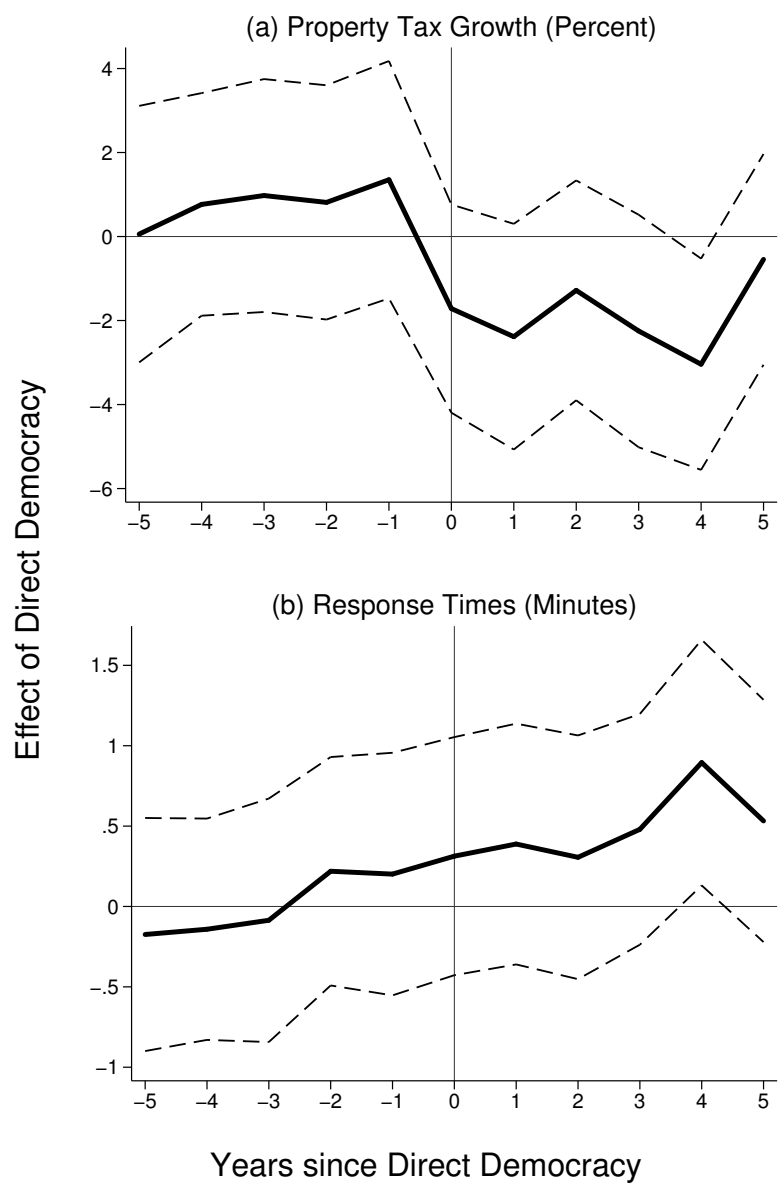 (a) Property Tax Growth (Percent)
4
2
0
−2
−4
−6
−5 −4 −3 −2 −1 0 1 2 3 4 5
Effect of Direct Democracy
(b) Response Times (Minutes)
1.5
1
.5
0
−.5
−1
−5 −4 −3 −2 −1 0 1 2 3 4 5
Years since Direct Democracy